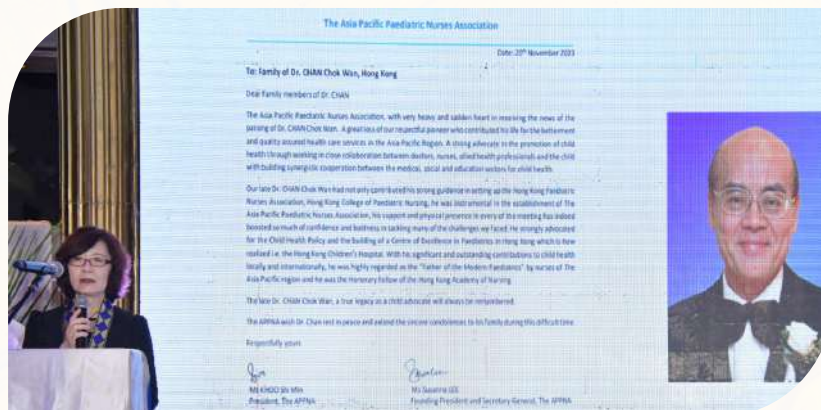 The Asia Pacific Paediatric Nurses Association
Date: 20th November 2023
To: Family of Dr. CHAN Chok Wan, Hong Kong
Dear Family members of Dr. CHAN
The Asia Pacific Paediatric Nurses Association, with very heavy and sadden heart in receiving the news of the
passing of Dr. CHAN Chok Wan. A great loss of our respectful pioneer who contributed his life for the betterment
and quality assured health care services in the Asia Pacific Region. A strong advocate in the promotion of child
health through working in close collaboration between doctors, nurses, allied health professionals and the child
with building synergistic cooperation between the medical, social and education sectors for child health.
Our late Dr. CHAN Chok Wan had not only contributed his strong guidance in setting up the Hong Kong Paediatric
Nurses Association, Hong Kong College of Paediatric Nursing, he was instrumental in the establishment of The
Asia Pacific Paediatric Nurses Association, his support and physical presence in every of the meeting has indeed
boosted so much of confidence and in tackling many of the challenges we faced. He strongly advocated
for the Child Health Policy and the building of a Centre of Excellence in Paediatrics in Hong Kong which is now
realised i.e. the Hong Kong Children's Hospital. With his significant and outstanding contributions to child health
locally and internationally, he was highly regarded as the "Father of the Modern Paediatrics" by nurses of The
Asia Pacific region and he was the Honorary Fellow of the Hong Kong Academy of Nursing.
The late Dr. CHAN Chok Wan, a true legacy as a child advocate will always be remembered.
The APPNA wish Dr. Chan rest in peace and extend the sincere condolences to his family during this difficult time.
Respectfully yours
Ms KHOO Min
Ms Susanna LEE
President, The APPNA
Founding President and Secretary General, The APPNA